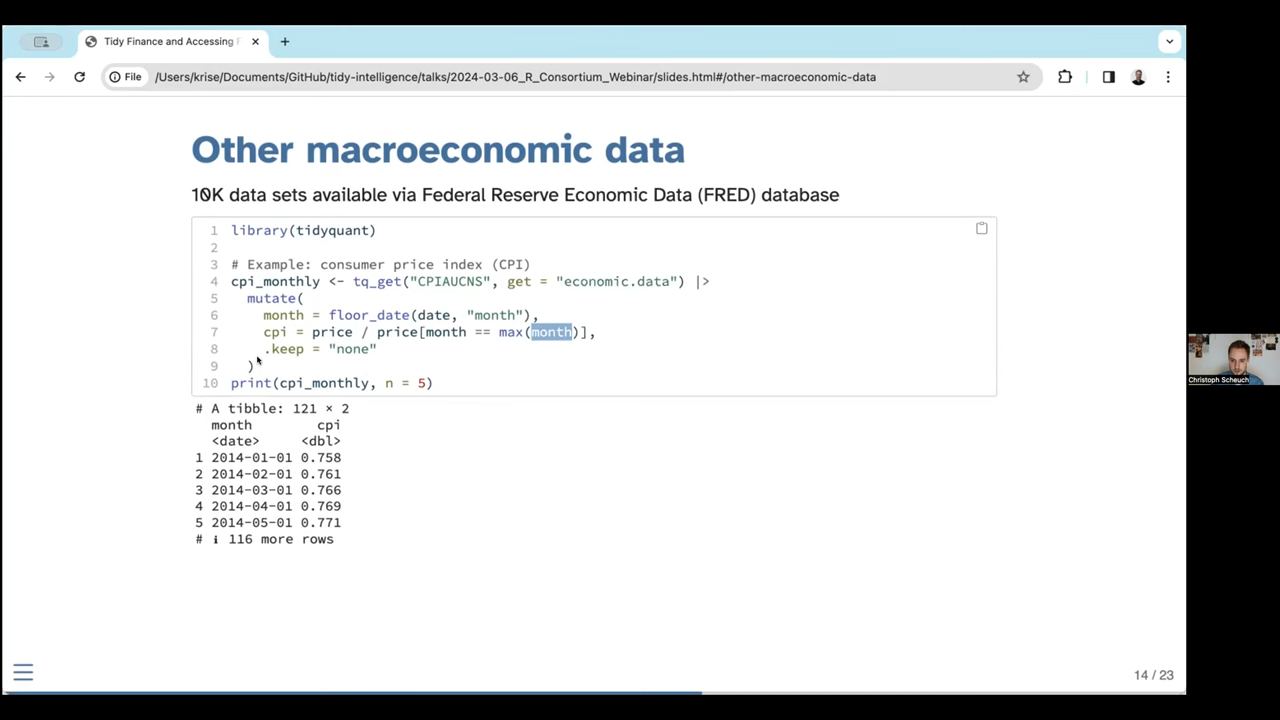 Tidy Finance and Accessing
File
/Users/krise/Documents/GitHub/tidy-intelligence/talks/2024-03-06_R_Consortium_Webinar/slides.html#/other-macroeconomic-data
Other macroeconomic data
10K data sets available via Federal Reserve Economic Data (FRED) database
1 library(tidyquant)
2
3 # Example: consumer price index (CPI)
4 cpi_monthly <- tq_get("CPIAUCNS", get = "economic.data") |>
5 mutate(
6 month = floor_date(date, "month"),
7 cpi = price / price[month == max(month)],
8 .keep = "none"
9 )
10 print(cpi_monthly, n = 5)
# A tibble: 121 × 2
month cpi
<date> <dbl>
1 2014-01-01 0.758
2 2014-02-01 0.761
3 2014-03-01 0.766
4 2014-04-01 0.769
5 2014-05-01 0.771
# ℹ 116 more rows
Christoph Scheuch
14 / 23